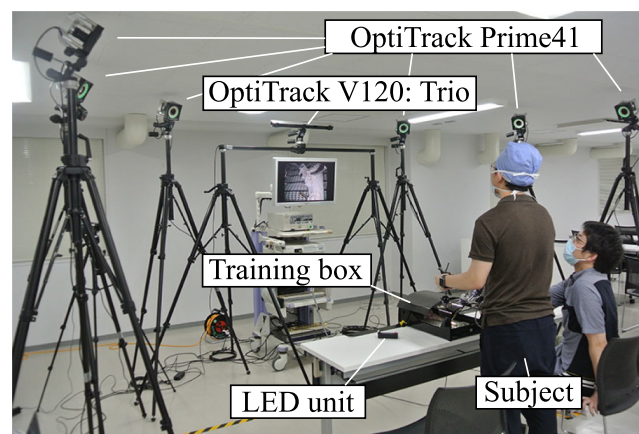 OptiTrack Prime41
OptiTrack V120: Trio
Training box
LED unit
Subject